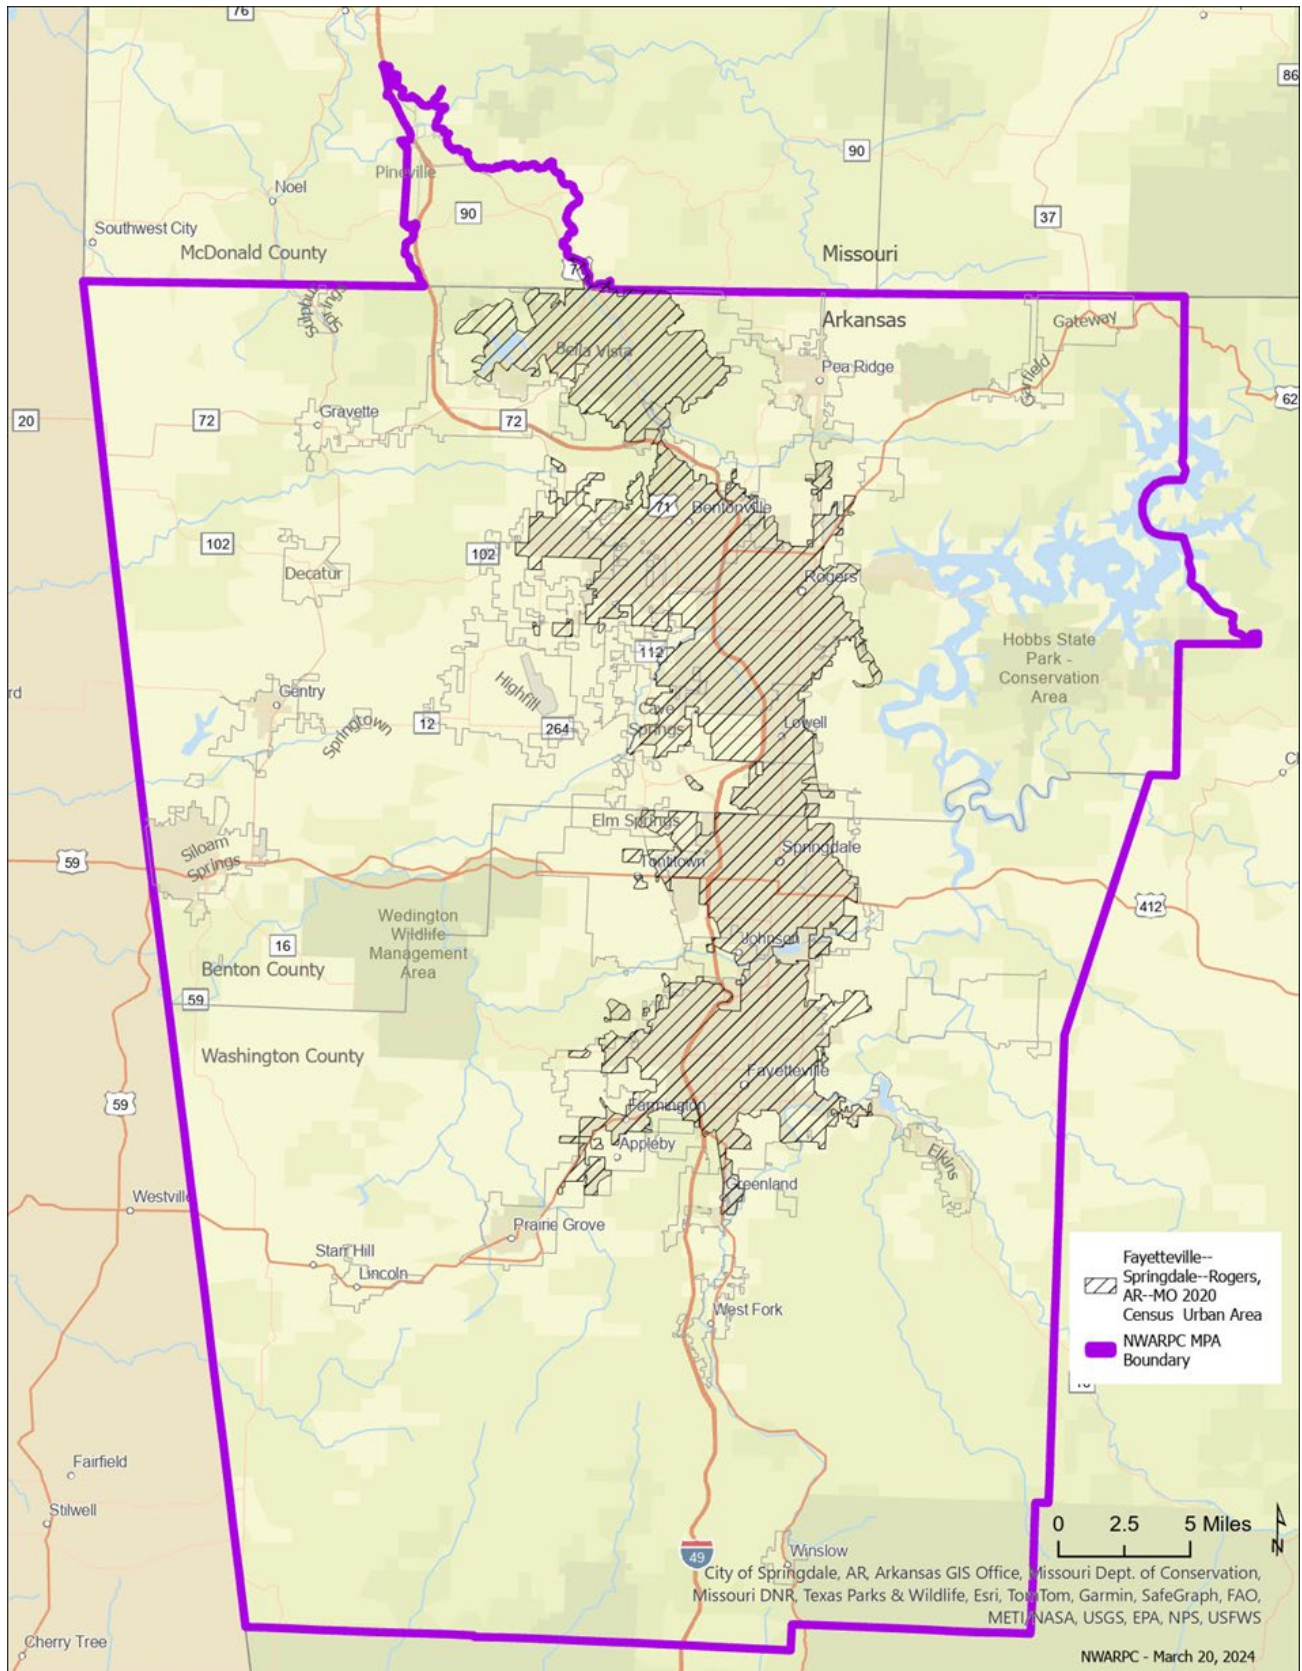 76
86
90
Pineville
Noel
90
37
Southwest City
McDonald County
Missouri
Sulphur
Springs
Arkansas
Gateway
Bella Vista
Pea Ridge
Garfield
62
20
72
Gravette
72
71
Bentonville
102
102
Decatur
Rogers
Hobbs State
Park -
Conservation
Area
112
rd
Gentry
Highfill
Springtown
12
264
Cave
Springs
Lowell
Elm Springs
Siloam
Springs
59
Tontitown
Springdale
412
Wedington
Wildlife
Management
Area
16
Johnson
Benton County
59
Washington County
Fayetteville
59
Farmington
Appleby
Elkins
Greenland
Westville
Prairie Grove
Starr Hill
Lincoln
West Fork
Fayetteville--
Springdale--Rogers,
AR--MO 2020
Census Urban Area
NWARPC MPA
Boundary
Fairfield
Stilwell
0 2.5 5 Miles
N
49
Winslow
City of Springdale, AR, Arkansas GIS Office, Missouri Dept. of Conservation,
Missouri DNR, Texas Parks & Wildlife, Esri, TomTom, Garmin, SafeGraph, FAO,
METI/NASA, USGS, EPA, NPS, USFWS
Cherry Tree
NWARPC - March 20, 2024